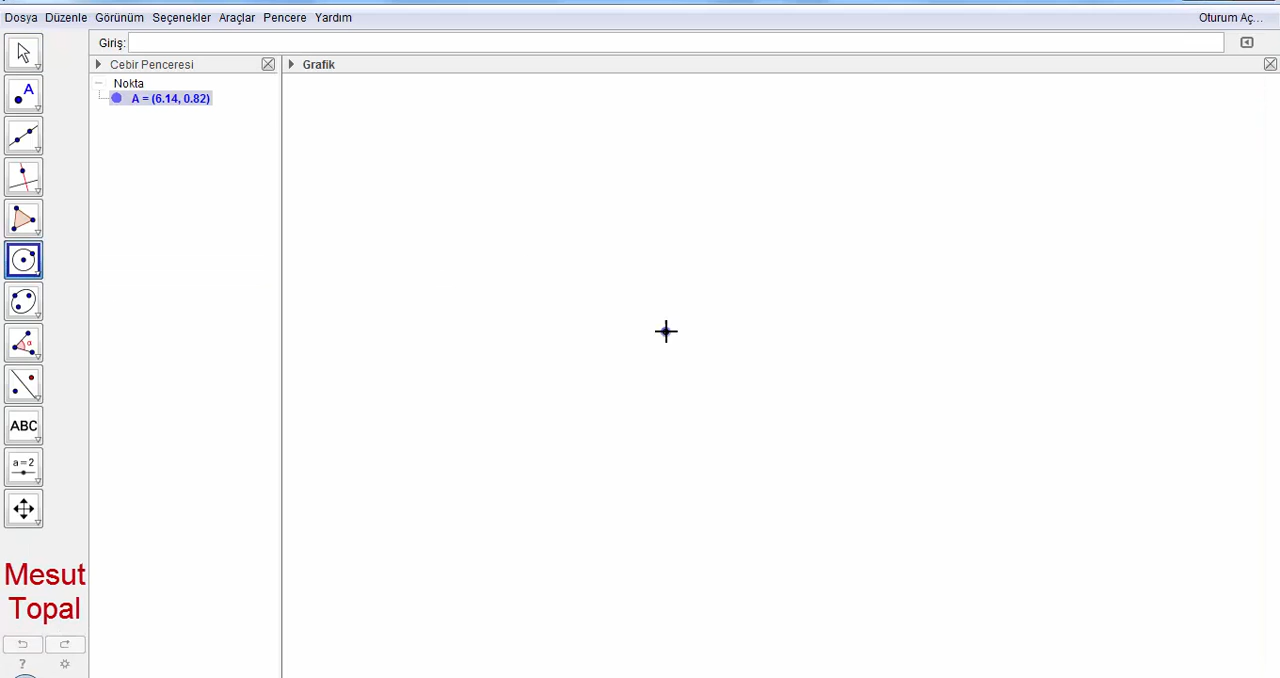 Dosya Düzenle Görünüm Seçenekler Araçlar Pencere Yardım Oturum Aç...
Giriş:
Cebir Penceresi Grafik
Nokta
A = (6.14, 0.82)
A
α
ABC
a=2
Mesut
Topal
?